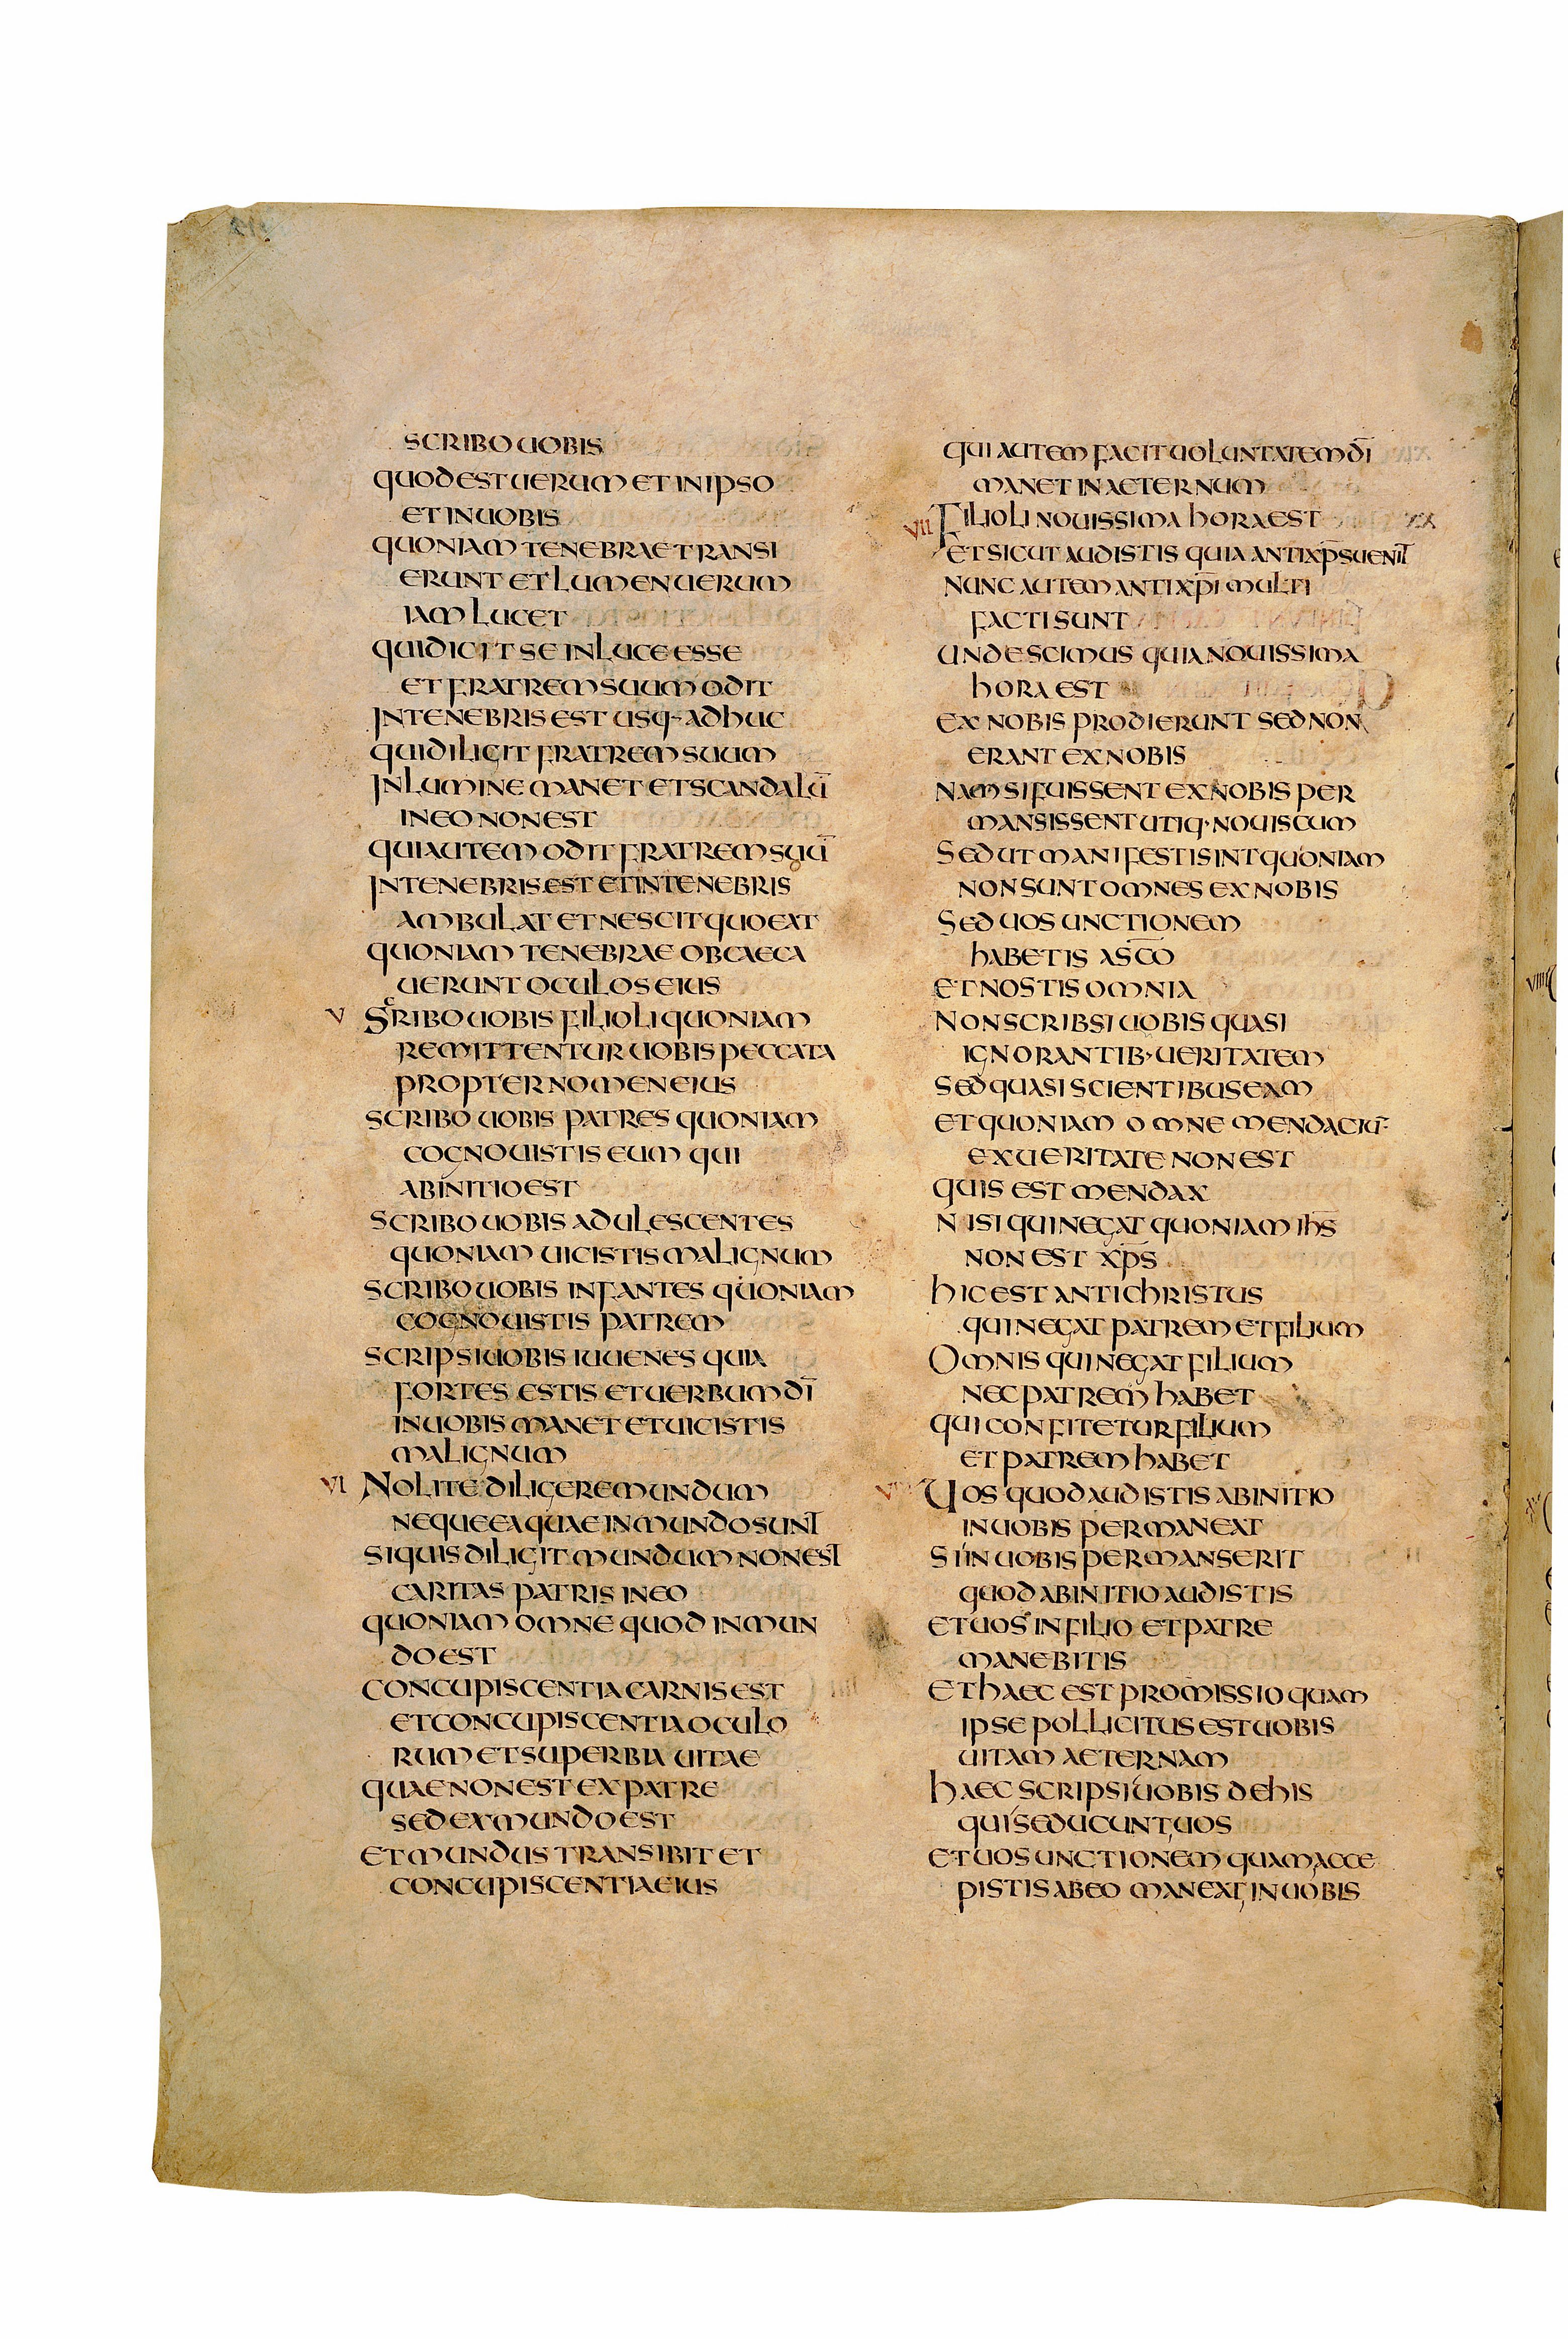 SCRIBO UOBIS
QUOD EST UERUM ET IN IPSO
ET IN UOBIS
QUONIAM TENEBRAE TRANSI
ERUNT ET LUMEN UERUM
IAM LUCET
QUI DICIT SE IN LUCE ESSE
ET FRATREM SUUM ODIT
IN TENEBRIS EST USQ· ADHUC
QUI DILIGIT FRATREM SUUM
IN LUMINE MANET ET SCANDALŪ
IN EO NON EST
QUI AUTEM ODIT FRATREM SUŪ
IN TENEBRIS EST ET IN TENEBRIS
AMBULAT ET NESCIT QUO EAT
QUONIAM TENEBRAE OBCAECA
UERUNT OCULOS EIUS
V SCRIBO UOBIS FILIOLI QUONIAM
REMITTENTUR UOBIS PECCATA
PROPTER NOMEN EIUS
SCRIBO UOBIS PATRES QUONIAM
COGNOUISTIS EUM QUI
AB INITIO EST
SCRIBO UOBIS ADULESCENTES
QUONIAM UICISTIS MALIGNUM
SCRIBO UOBIS INFANTES QUONIAM
COGNOUISTIS PATREM
SCRIPSI UOBIS IUUENES QUIA
FORTES ESTIS ET UERBUM DĪ
IN UOBIS MANET ET UICISTIS
MALIGNUM
VI NOLITE DILIGERE MUNDUM
NEQUE EA QUAE IN MUNDO SUNT
SI QUIS DILIGIT MUNDUM NON EST
CARITAS PATRIS IN EO
QUONIAM OMNE QUOD IN MUN
DO EST
CONCUPISCENTIA CARNIS EST
ET CONCUPISCENTIA OCULO
RUM ET SUPERBIA UITAE
QUAE NON EST EX PATRE
SED EX MUNDO EST
ET MUNDUS TRANSIBIT ET
CONCUPISCENTIA EIUS
QUI AUTEM FACIT UOLUNTATEM DĪ
MANET IN AETERNUM
VII FILIOLI NOUISSIMA HORA EST
ET SICUT AUDISTIS QUIA ANTIXP̄S UENIT
NUNC AUTEM ANTIXP̄I MULTI
FACTI SUNT
UNDE SCIMUS QUIA NOUISSIMA
HORA EST
EX NOBIS PRODIERUNT SED NON
ERANT EX NOBIS
NAM SI FUISSENT EX NOBIS PER
MANSISSENT UTIQ· NOUISCUM
SED UT MANIFESTI SINT QUONIAM
NON SUNT OMNES EX NOBIS
SED UOS UNCTIONEM
HABETIS A SC̄O
ET NOSTIS OMNIA
NON SCRIBSI UOBIS QUASI
IGNORANTIB· UERITATEM
SED QUASI SCIENTIBUS EAM
ET QUONIAM OMNE MENDACIŪ
EX UERITATE NON EST
QUIS EST MENDAX
NISI QUI NEGAT QUONIAM IH̄S
NON EST XP̄S
HIC EST ANTICHRISTUS
QUI NEGAT PATREM ET FILIUM
OMNIS QUI NEGAT FILIUM
NEC PATREM HABET
QUI CONFITETUR FILIUM
ET PATREM HABET
UOS QUOD AUDISTIS AB INITIO
IN UOBIS PERMANEAT
SI IN UOBIS PERMANSERIT
QUOD AB INITIO AUDISTIS
ET UOS IN FILIO ET PATRE
MANEBITIS
ET HAEC EST PROMISSIO QUAM
IPSE POLLICITUS EST UOBIS
UITAM AETERNAM
HAEC SCRIPSI UOBIS DE HIS
QUI SEDUCUNT UOS
ET UOS UNCTIONEM QUAM ACCE
PISTIS AB EO MANEAT IN UOBIS